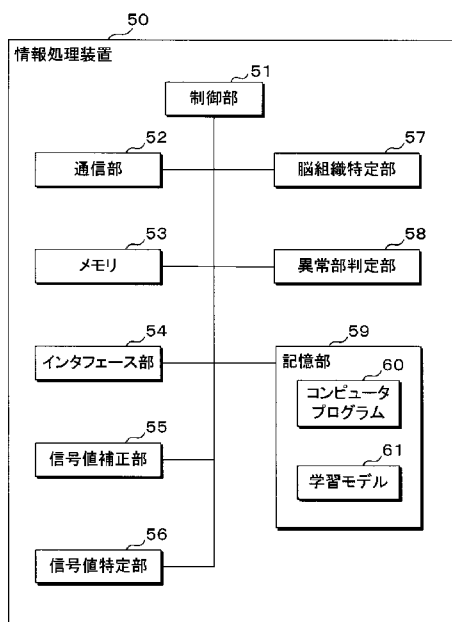 50
情報処理装置
51
制御部
52
通信部
57
脳組織特定部
53
メモリ
58
異常部判定部
54
インタフェース部
59
記憶部
60
コンピュータ
プログラム
61
学習モデル
55
信号値補正部
56
信号値特定部